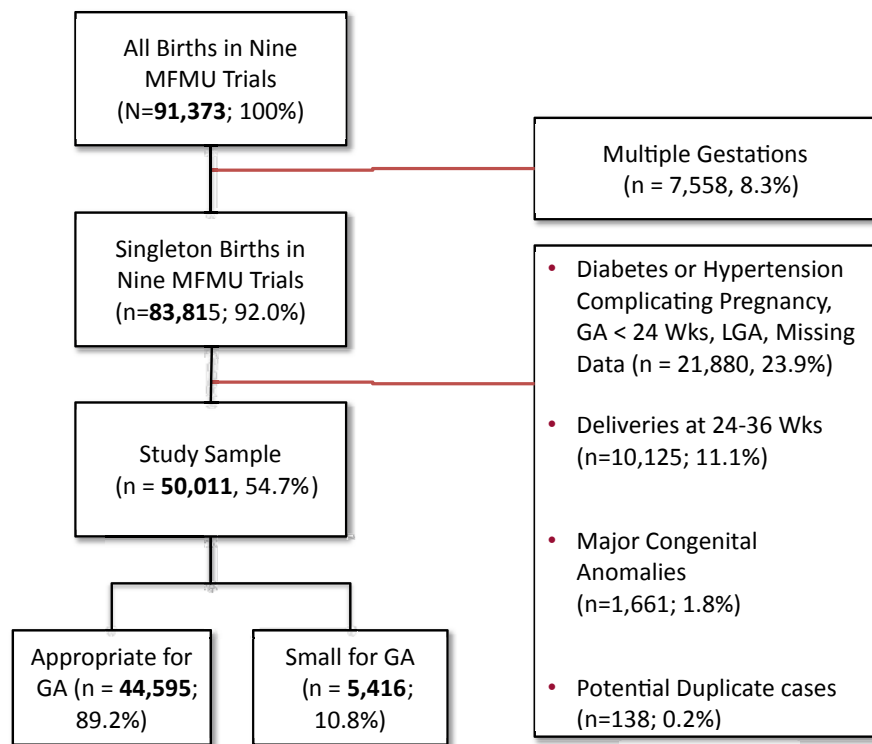 All Births in Nine
MFMU Trials
(N=91,373; 100%)
Multiple Gestations
(n = 7,558, 8.3%)
Singleton Births in
Nine MFMU Trials
(n=83,815; 92.0%)
• Diabetes or Hypertension
Complicating Pregnancy,
GA < 24 Wks, LGA, Missing
Data (n = 21,880, 23.9%)
• Deliveries at 24-36 Wks
(n=10,125; 11.1%)
• Major Congenital
Anomalies
(n=1,661; 1.8%)
• Potential Duplicate cases
(n=138; 0.2%)
Study Sample
(n = 50,011, 54.7%)
Appropriate for
GA (n = 44,595;
89.2%)
Small for GA
(n = 5,416;
10.8%)